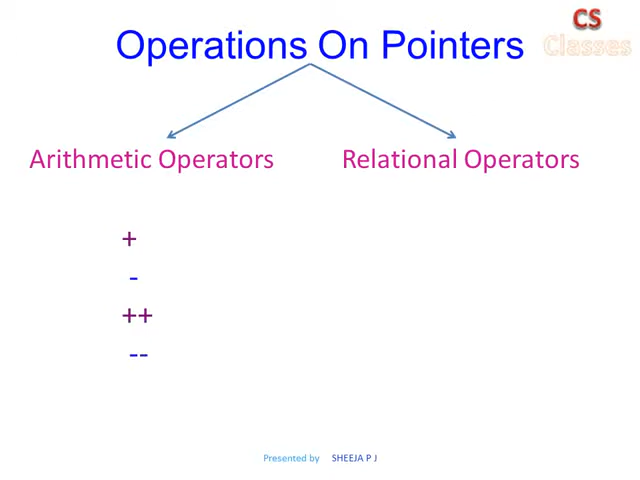 CS
Classes
Operations On Pointers
Arithmetic Operators
Relational Operators
+
-
++
--
Presented by SHEEJA P J